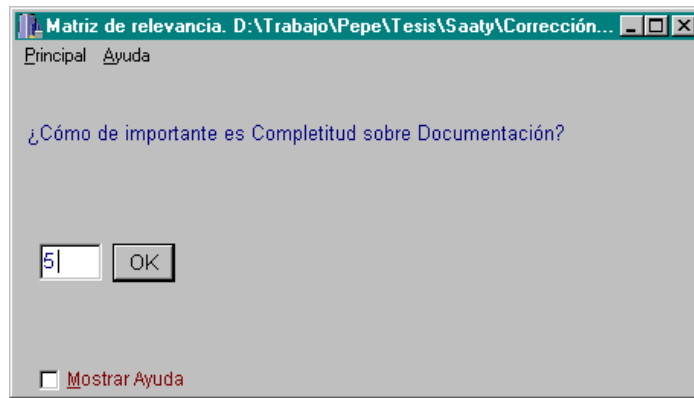 Matriz de relevancia. D:\Trabajo\Pepe\Tesis\Saaty\Corrección...
Principal Ayuda
¿Cómo de importante es Completitud sobre Documentación?
5 OK
Mostrar Ayuda